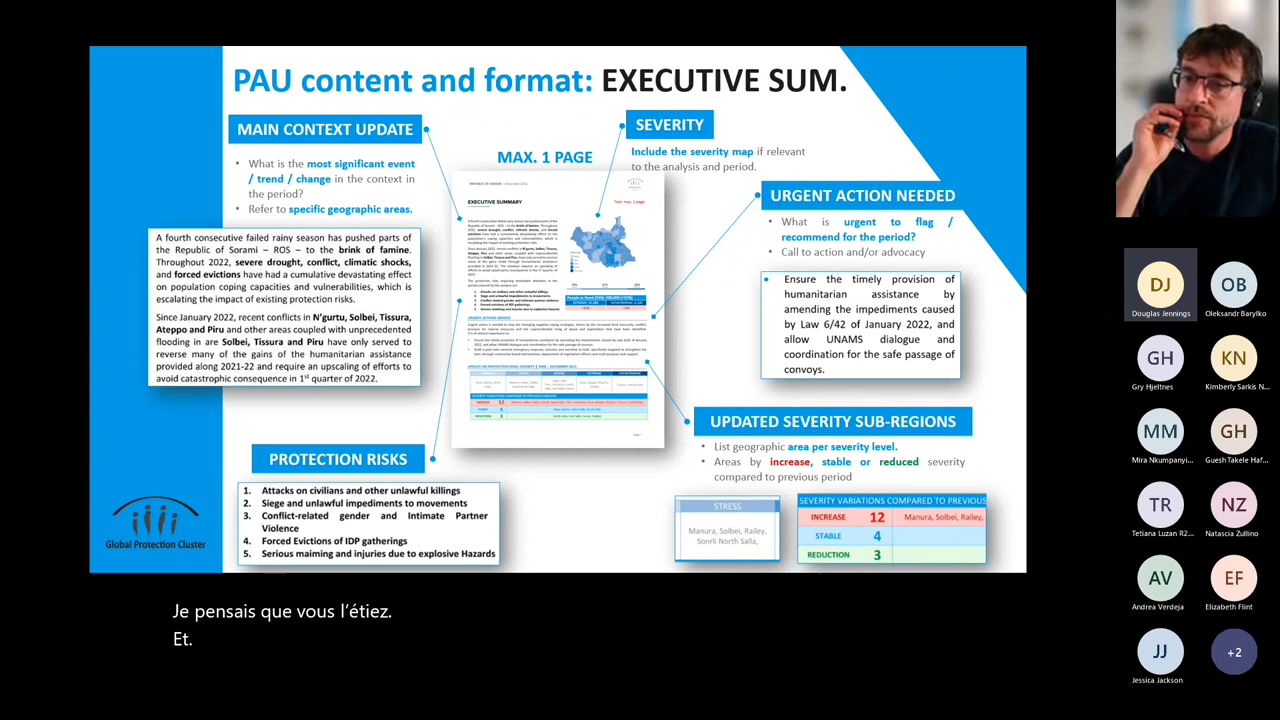 PAU content and format: EXECUTIVE SUM.
MAIN CONTEXT UPDATE
• What is the most significant event
/ trend / change in the context in
the period?
• Refer to specific geographic areas.
A fourth consecutive failed rainy season has pushed parts of
the Republic of Sorami – ROS – to the brink of famine.
Throughout 2022, severe drought, conflict, climatic shocks,
and forced evictions have had a cumulative devastating effect
on population coping capacities and vulnerabilities, which is
escalating the impact of existing protection risks.
Since January 2022, recent conflicts in N'gurtu, Solbei, Tissura,
Ateppo and Piru and other areas coupled with unprecedented
flooding in are Solbei, Tissura and Piru have only served to
reverse many of the gains of the humanitarian assistance
provided along 2021-22 and require an upscaling of efforts to
avoid catastrophic consequence in 1st quarter of 2022.
PROTECTION RISKS
1. Attacks on civilians and other unlawful killings
2. Siege and unlawful impediments to movements
3. Conflict-related gender and Intimate Partner
Violence
4. Forced Evictions of IDP gatherings
5. Serious maiming and injuries due to explosive Hazards
Global Protection Cluster
MAX. 1 PAGE
EXECUTIVE SUMMARY
SEVERITY
Include the severity map if relevant
to the analysis and period.
URGENT ACTION NEEDED
• What is urgent to flag /
recommend for the period?
• Call to action and/or advocacy
• Ensure the timely provision of
humanitarian assistance by
amending the impediments caused
by Law 6/42 of January 2022, and
allow UNAMS dialogue and
coordination for the safe passage of
convoys.
UPDATED SEVERITY SUB-REGIONS
• List geographic area per severity level.
• Areas by increase, stable or reduced severity
compared to previous period
STRESS
Manura, Solbei, Railey,
Sonrli North Salla,
SEVERITY VARIATIONS COMPARED TO PREVIOUS
INCREASE 12 Manura, Solbei, Railey,
STABLE 4
REDUCTION 3
Je pensais que vous l'étiez.
Et.
DJ
Douglas Jennings
OB
Oleksandr Barylko
GH
Gry Hjeltnes
KN
Kimberly Sarkis N...
MM
Mira Nkumpanyi...
GH
Guesh Takele Haf...
TR
Tetiana Luzan R2...
NZ
Natascia Zullino
AV
Andrea Verdeja
EF
Elizabeth Flint
JJ
Jessica Jackson
+2